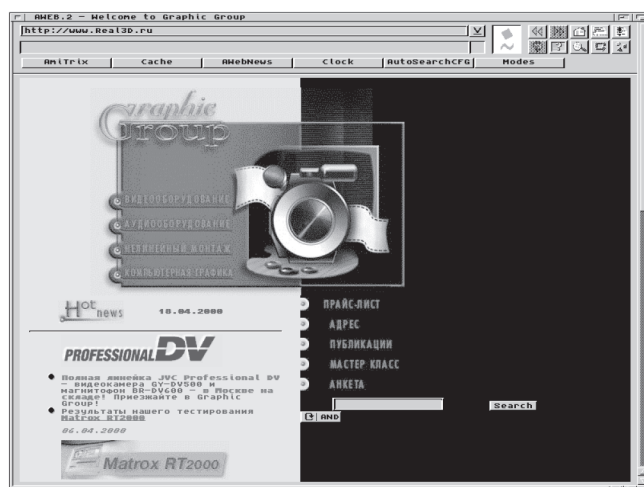 AWEB.2 — Welcome to Graphic Group
http://www.Real3D.ru
AmiTrix Cache AWebNews Clock AutoSearchCFG Modes
Graphic
Group
ВИДЕООБОРУДОВАНИЕ
АУДИООБОРУДОВАНИЕ
НЕЛИНЕЙНЫЙ МОНТАЖ
КОМПЬЮТЕРНАЯ ГРАФИКА
Hot news 18.04.2000
PROFESSIONAL DV
Полная линейка JVC Professional DV
– видеокамера GY-DV500 и
магнитофон BR-DV600 – в Москве на
складе! Приезжайте в Graphic
Group!
Результаты нашего тестирования
Matrox RT2000
06.04.2000
Matrox RT2000
ПРАЙС-ЛИСТ
АДРЕС
ПУБЛИКАЦИИ
МАСТЕР КЛАСС
АНКЕТА
Search
AND